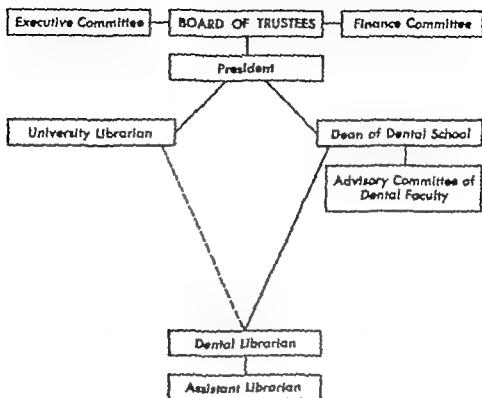 Executive Committee
BOARD OF TRUSTEES
Finance Committee
President
University Librarian
Dean of Dental School
Advisory Committee of
Dental Faculty
Dental Librarian
Assistant Librarian